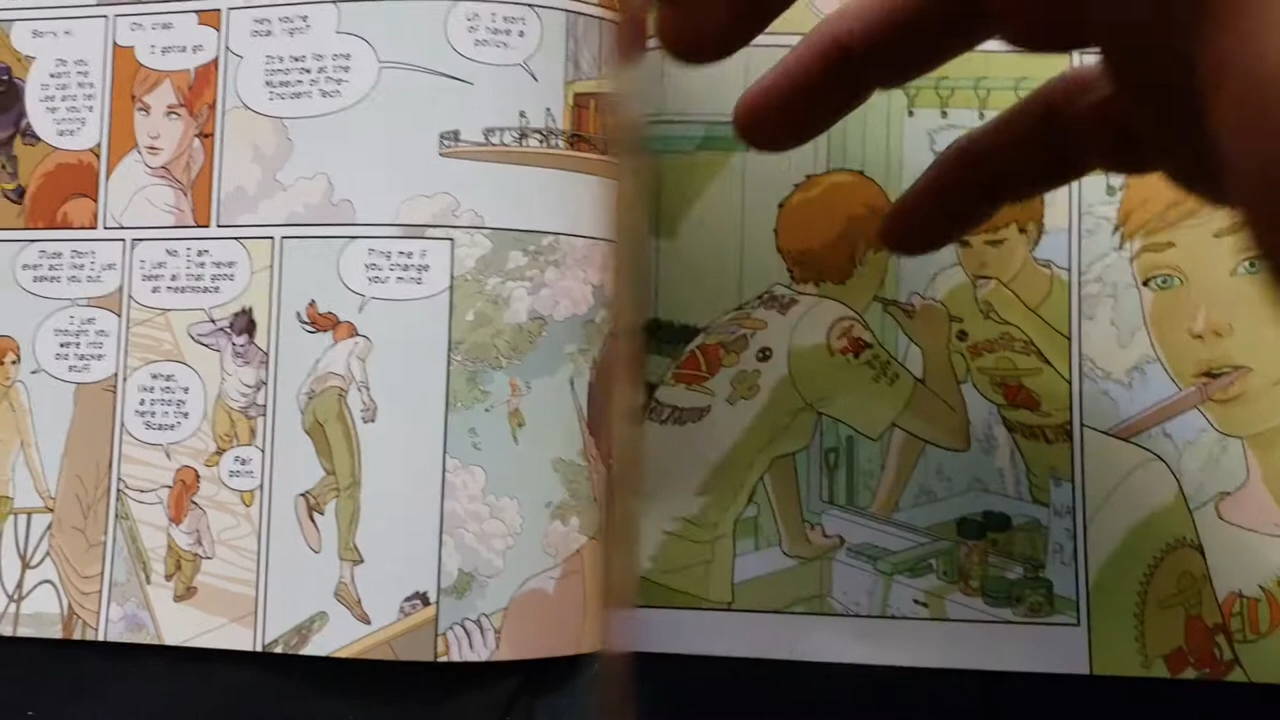 Sorry. Hi.
Do you
want me
to call Mrs.
Lee and tell
her you're
running
late?
Oh, crap.
I gotta go.
Hey, you're
local, right?
It's two for one
tomorrow at the
Museum of Pre-
Incident Tech.
Uh, I sort
of have a
policy...
Dude. Don't
even act like I just
asked you out.
I just
thought you
were into
old hacker
stuff.
No, I am.
I just... I've never
been all that good
at meatspace.
What,
like you're
a prodigy
here in the
'Scape?
Fair
point.
Ping me if
you change
your mind.